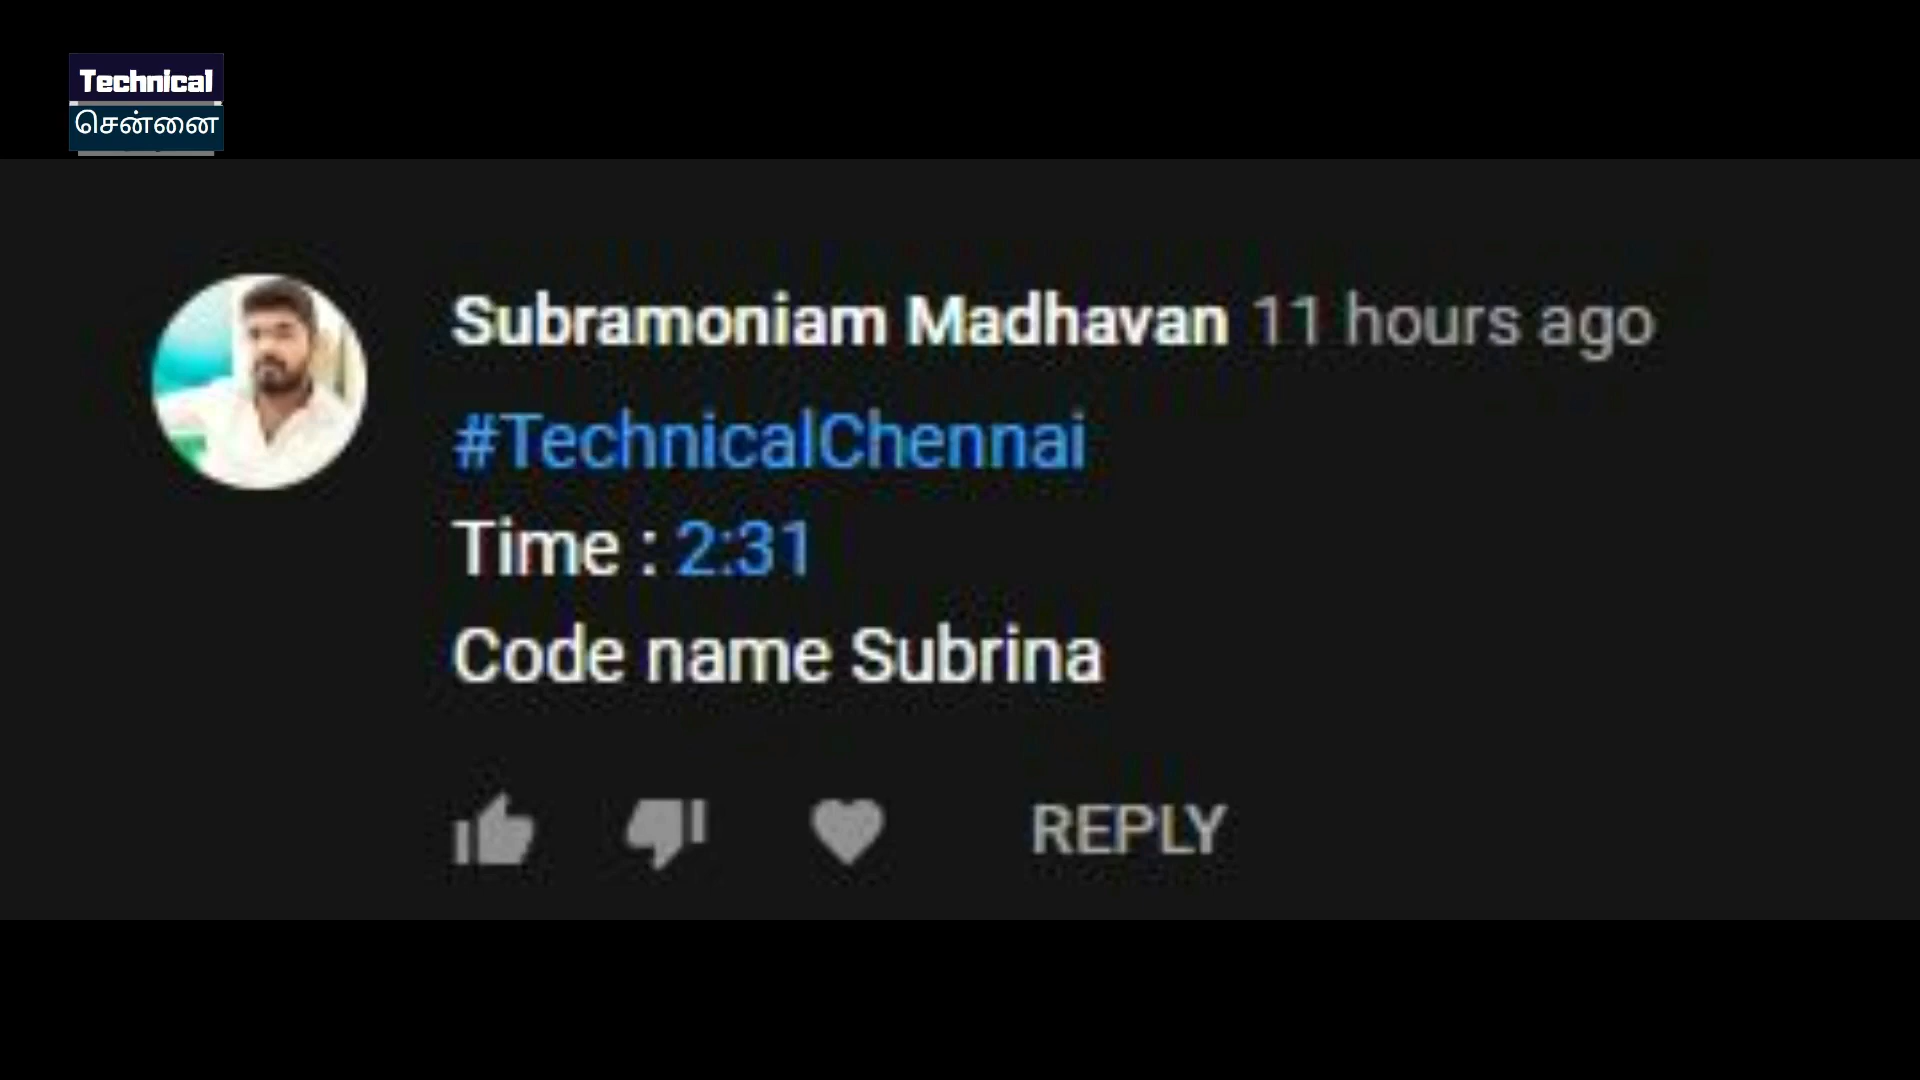 Technical
சென்னை
Subramoniam Madhavan 11 hours ago
#TechnicalChennai
Time : 2:31
Code name Subrina
REPLY